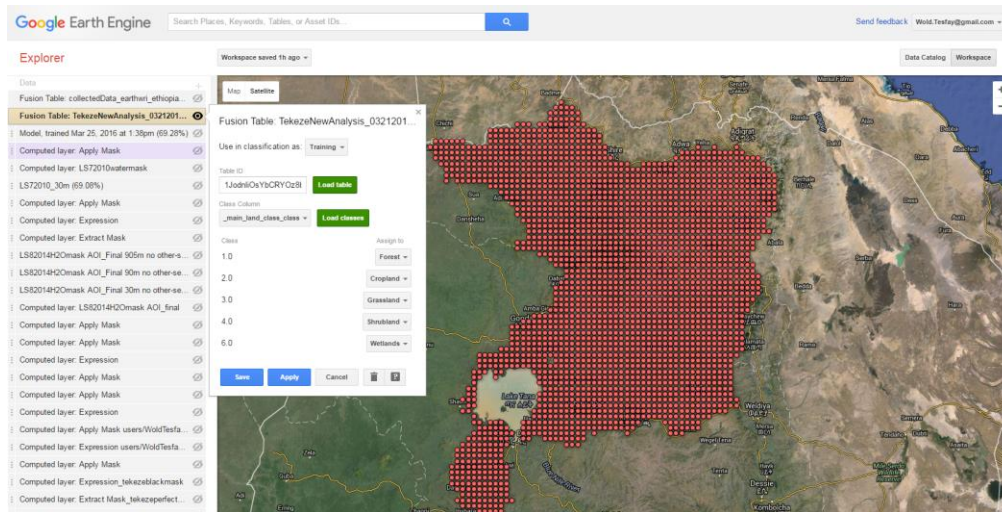 Google Earth Engine
Search Places, Keywords, Tables, or Asset IDs...
Send feedback
Wold.Tesfay@gmail.com
Explorer
Workspace saved 1h ago
Data Catalog
Workspace
Data
Fusion Table: collectedData_earthwri_ethiopia...
Fusion Table: TekezeNewAnalysis_0321201...
Model, trained Mar 25, 2016 at 1:38pm (69.28%)
Computed layer: Apply Mask
Computed layer: LS72010watermask
LS72010_30m (69.08%)
Computed layer: Apply Mask
Computed layer: Expression
Computed layer: Extract Mask
LS82014H2Omask AOI_Final 905m no other-s...
LS82014H2Omask AOI_Final 90m no other-se...
LS82014H2Omask AOI_Final 30m no other-se...
Computed layer: LS82014H2Omask AOI_final
Computed layer: Apply Mask
Computed layer: Apply Mask
Computed layer: Expression
Computed layer: Apply Mask
Computed layer: Apply Mask
Computed layer: Expression
Computed layer: Apply Mask users/WoldTesfa...
Computed layer: Expression users/WoldTesfa...
Computed layer: Apply Mask
Computed layer: Expression_tekezeblackmask
Computed layer: Extract Mask_tekezeperfect...
Map
Satellite
Fusion Table: TekezeNewAnalysis_0321201...
Use in classification as:
Training
Table ID
Load table
Class Column
_main_land_class_class
Load classes
Class
Assign to
1.0
Forest
2.0
Cropland
3.0
Grassland
4.0
Shrubland
6.0
Wetlands
Save
Apply
Cancel
Adigrat
Adwa
Shire
Lake Tana
Weldiya
Dessie
Kombolcha